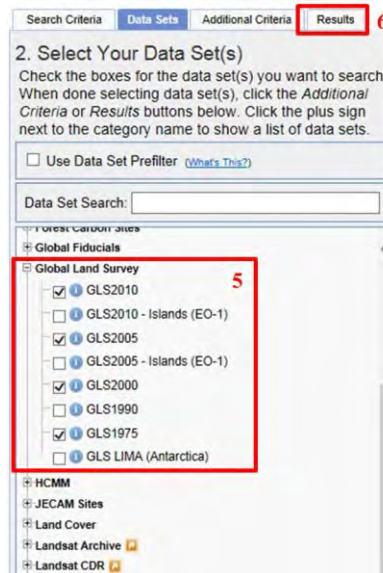 Search Criteria Data Sets Additional Criteria Results 6
2. Select Your Data Set(s)
Check the boxes for the data set(s) you want to search
When done selecting data set(s), click the Additional
Criteria or Results buttons below. Click the plus sign
next to the category name to show a list of data sets.
Use Data Set Prefilter (What's This?)
Data Set Search:
Forest Carbon Sites
Global Fiducials
Global Land Survey
5
GLS2010
GLS2010 - Islands (EO-1)
GLS2005
GLS2005 - Islands (EO-1)
GLS2000
GLS1990
GLS1975
GLS LIMA (Antarctica)
HCMM
JECAM Sites
Land Cover
Landsat Archive
Landsat CDR